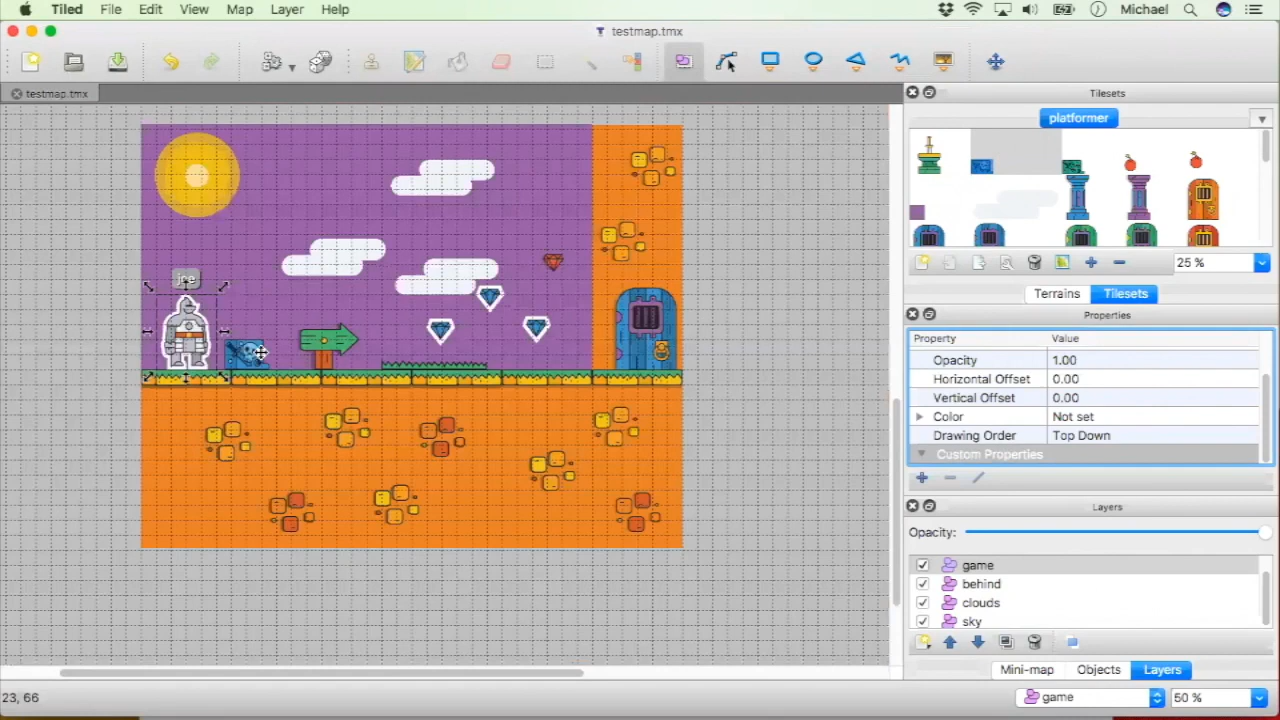 Tiled File Edit View Map Layer Help Michael
testmap.tmx
testmap.tmx
Tilesets
platformer
25 %
Terrains Tilesets
Properties
Property Value
Opacity 1.00
Horizontal Offset 0.00
Vertical Offset 0.00
Color Not set
Drawing Order Top Down
Custom Properties
Layers
Opacity:
game
behind
clouds
sky
Mini-map Objects Layers
joe
23, 66 game 50 %